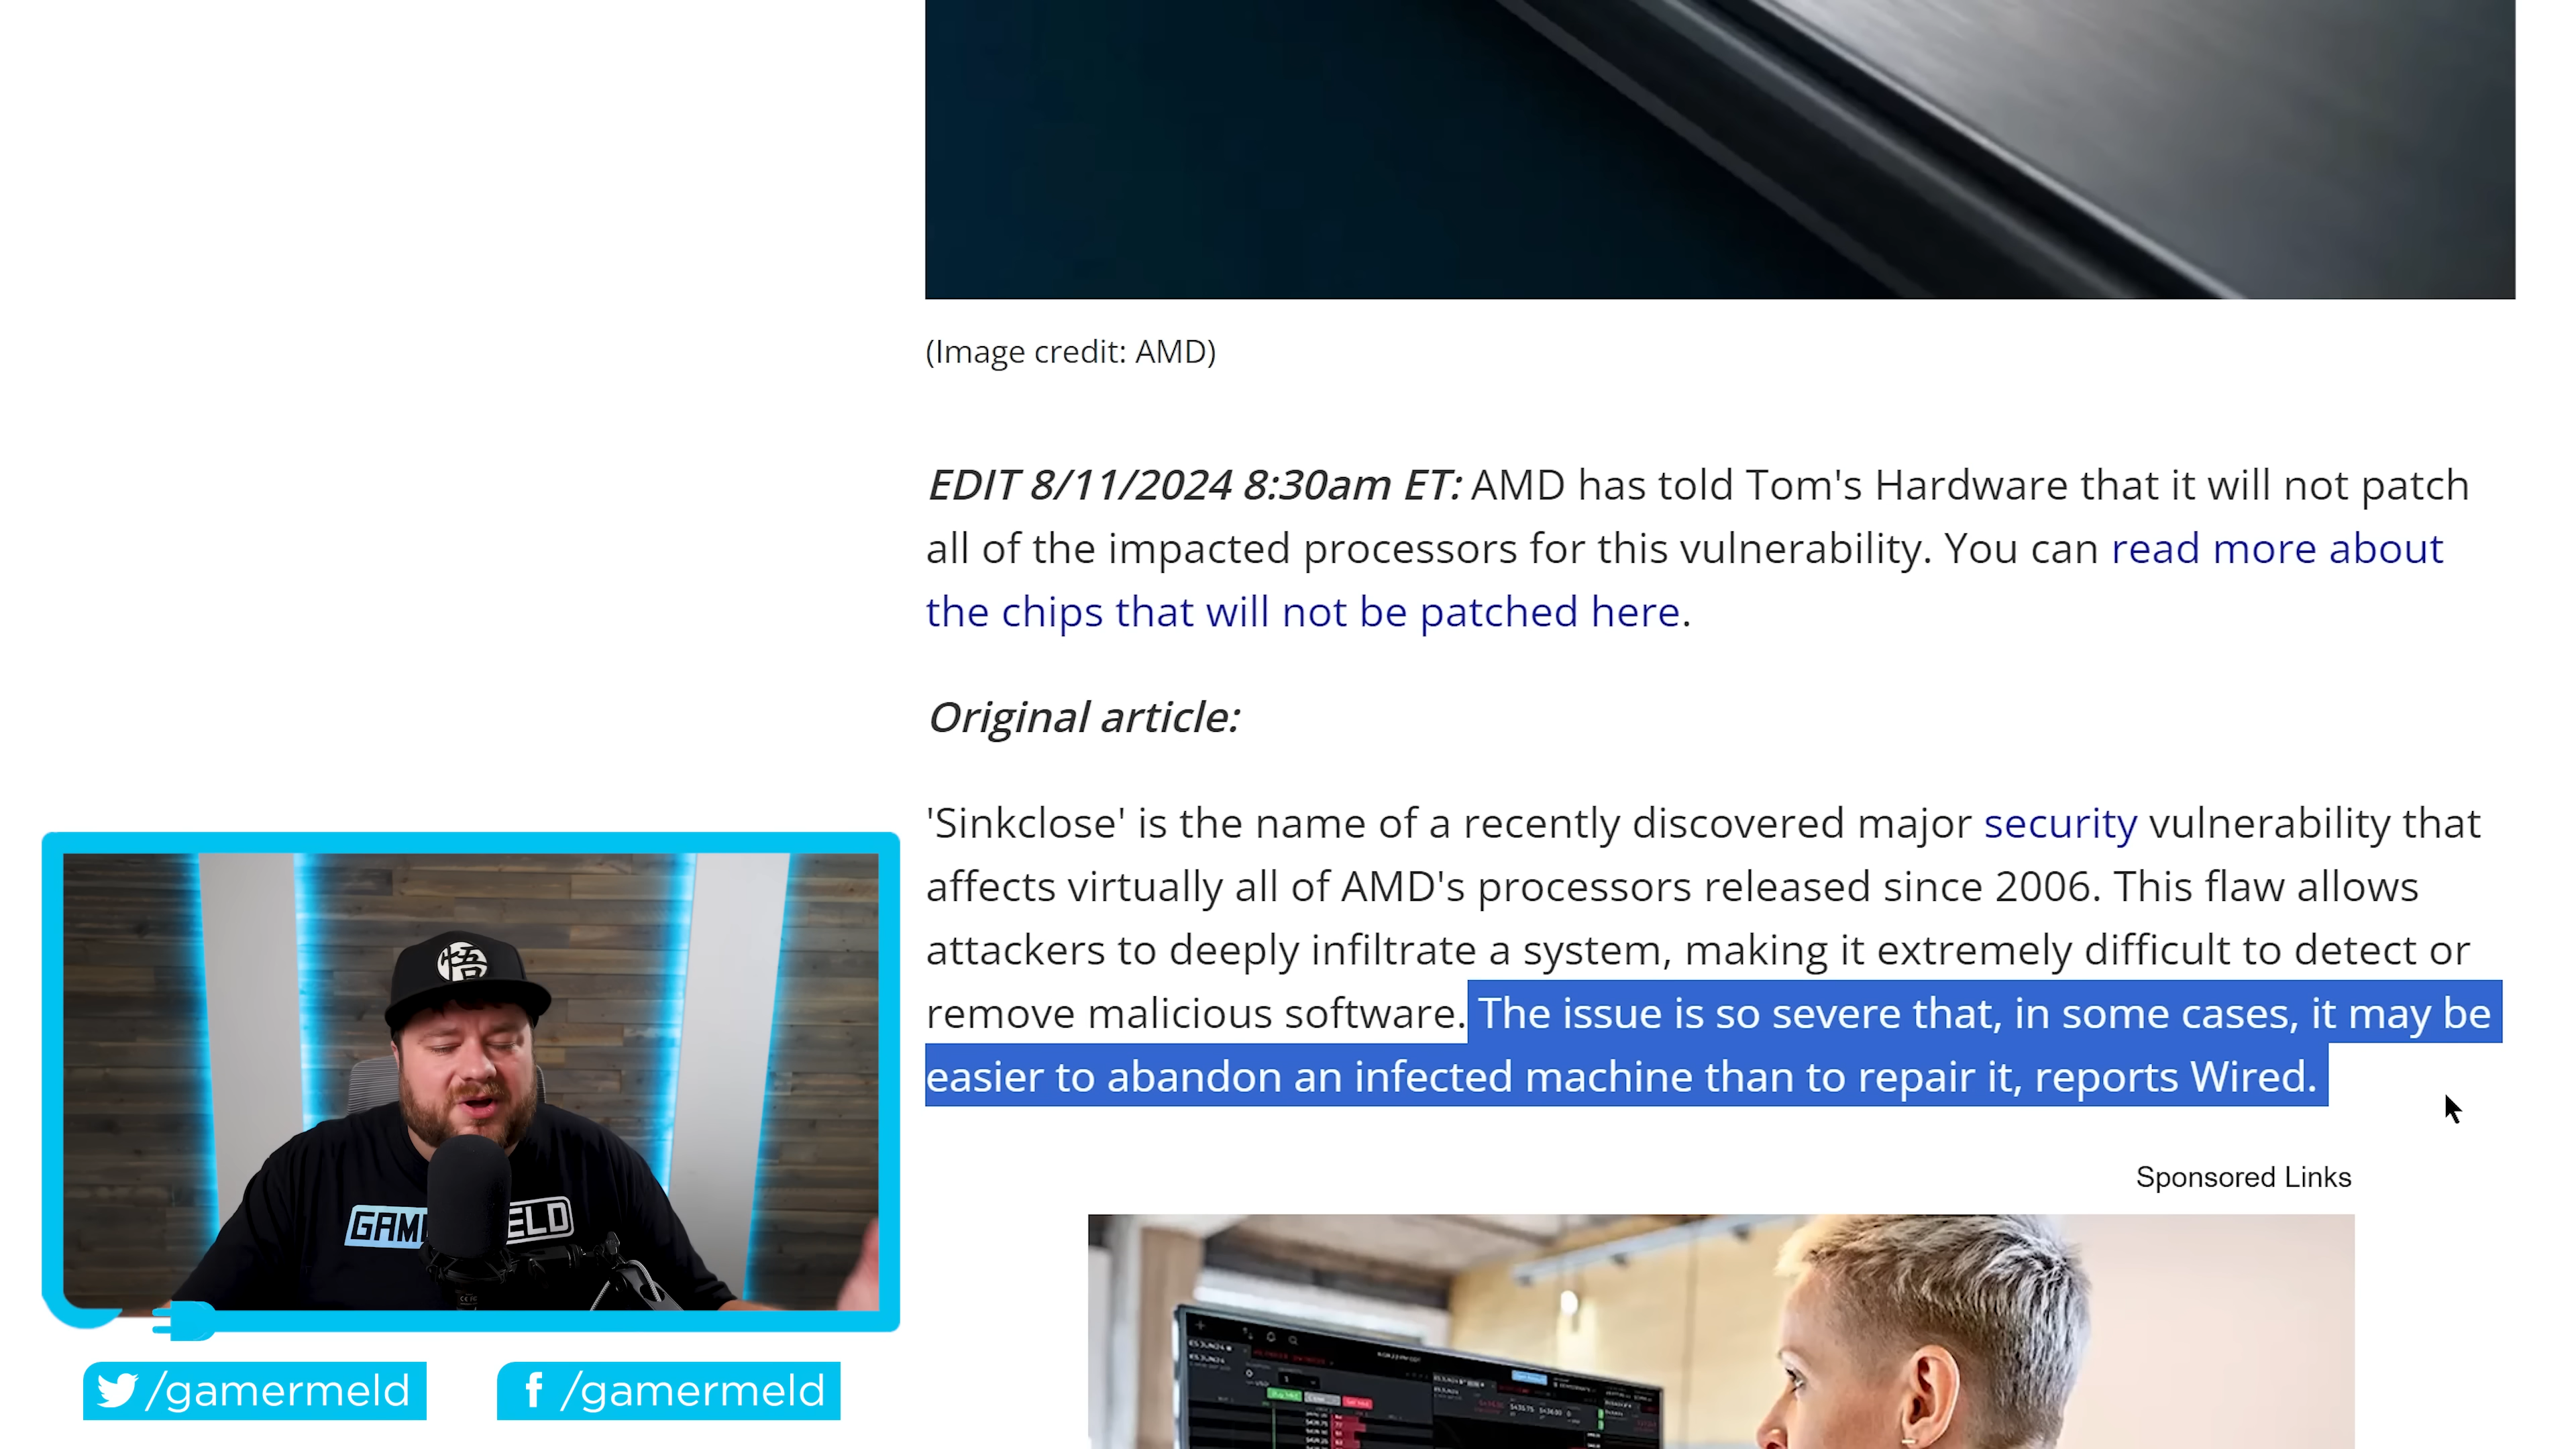 (Image credit: AMD)
EDIT 8/11/2024 8:30am ET: AMD has told Tom's Hardware that it will not patch
all of the impacted processors for this vulnerability. You can read more about
the chips that will not be patched here.
Original article:
'Sinkclose' is the name of a recently discovered major security vulnerability that
affects virtually all of AMD's processors released since 2006. This flaw allows
attackers to deeply infiltrate a system, making it extremely difficult to detect or
remove malicious software. The issue is so severe that, in some cases, it may be
easier to abandon an infected machine than to repair it, reports Wired.
Sponsored Links
悟
GAM ELD
/gamermeld
/gamermeld